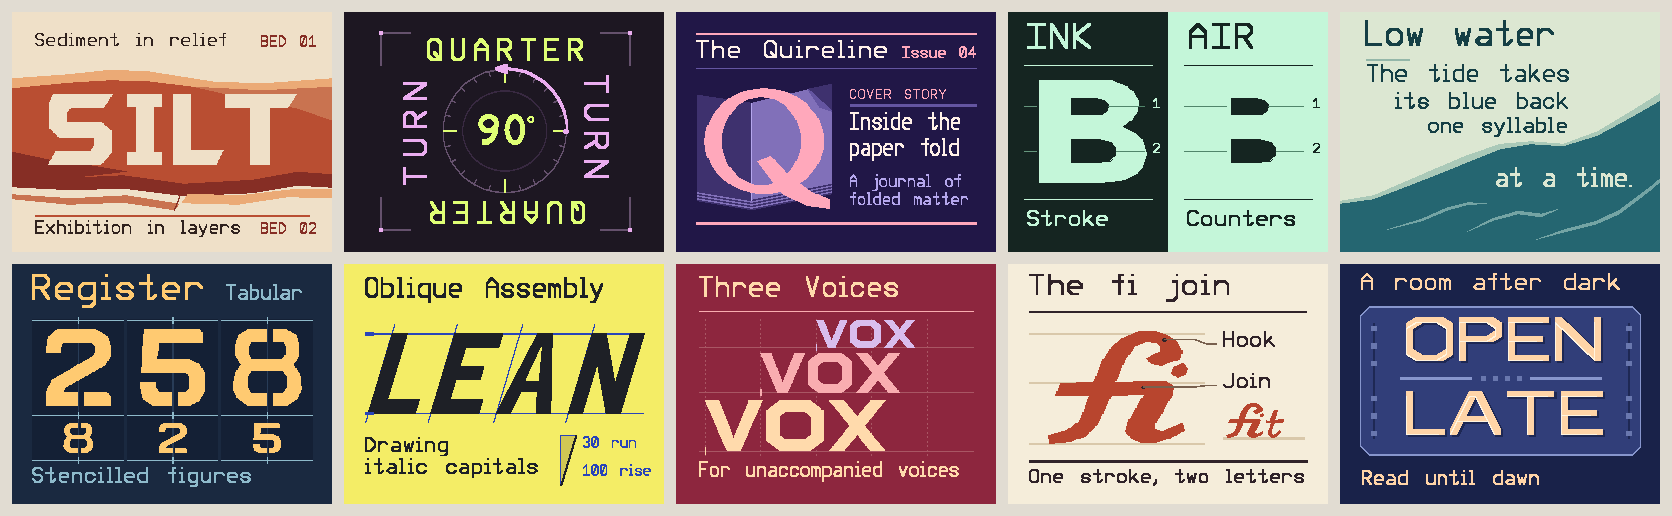 Sediment in relief BED 01
SILT
Exhibition in layers BED 02
QUARTER
TURN
90°
TURN
QUARTER
The Quireline Issue 04
Q
COVER STORY
Inside the
paper fold
A journal of
folded matter
INK
B
1
2
Stroke
AIR
1
2
Counters
Low water
The tide takes
its blue back
one syllable
at a time.
Register Tabular
258
8 2 5
Stencilled figures
Oblique Assembly
LEAN
Drawing
italic capitals
30 run
100 rise
Three Voices
VOX
VOX
VOX
For unaccompanied voices
The fi join
fi
Hook
Join
fit
One stroke, two letters
A room after dark
OPEN
LATE
Read until dawn